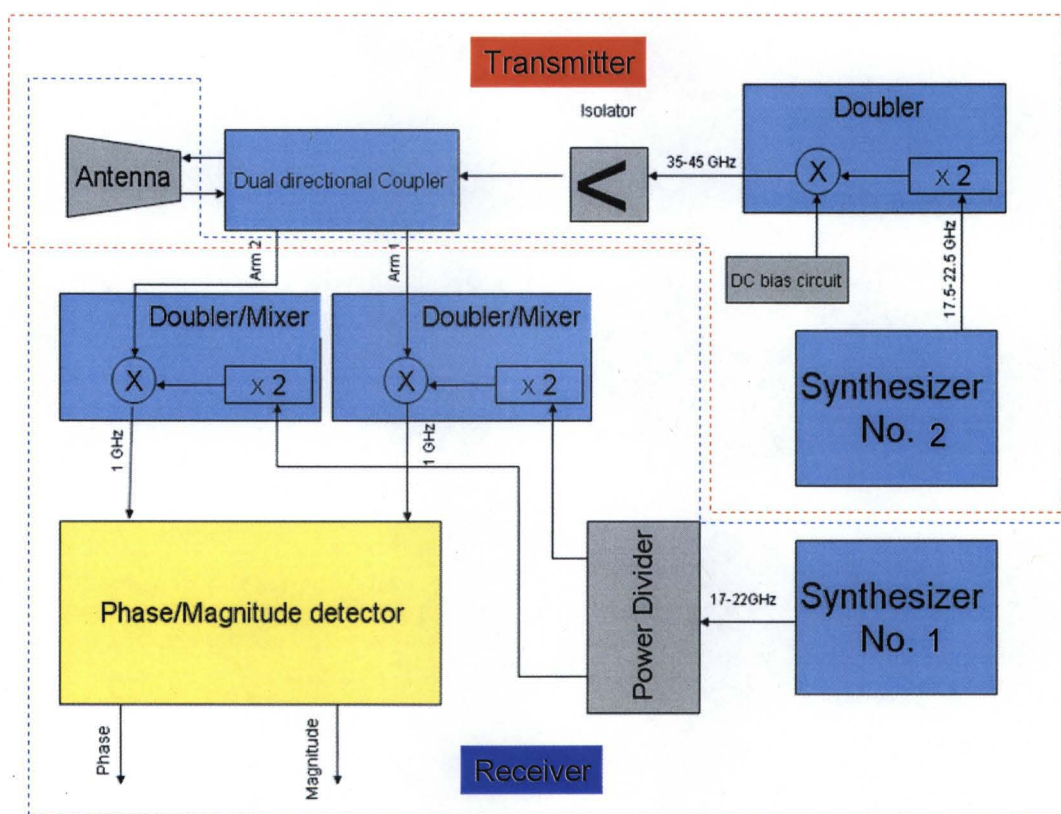 Transmitter
Isolator
Doubler
Antenna
Dual directional Coupler
<
35-45 GHz
X
x 2
Arm 2
Arm 1
DC bias circuit
17.5-22.5 GHz
Doubler/Mixer
Doubler/Mixer
X
x 2
X
x 2
Synthesizer
No. 2
1 GHz
1 GHz
Phase/Magnitude detector
Power Divider
17-22GHz
Synthesizer
No. 1
Phase
Magnitude
Receiver